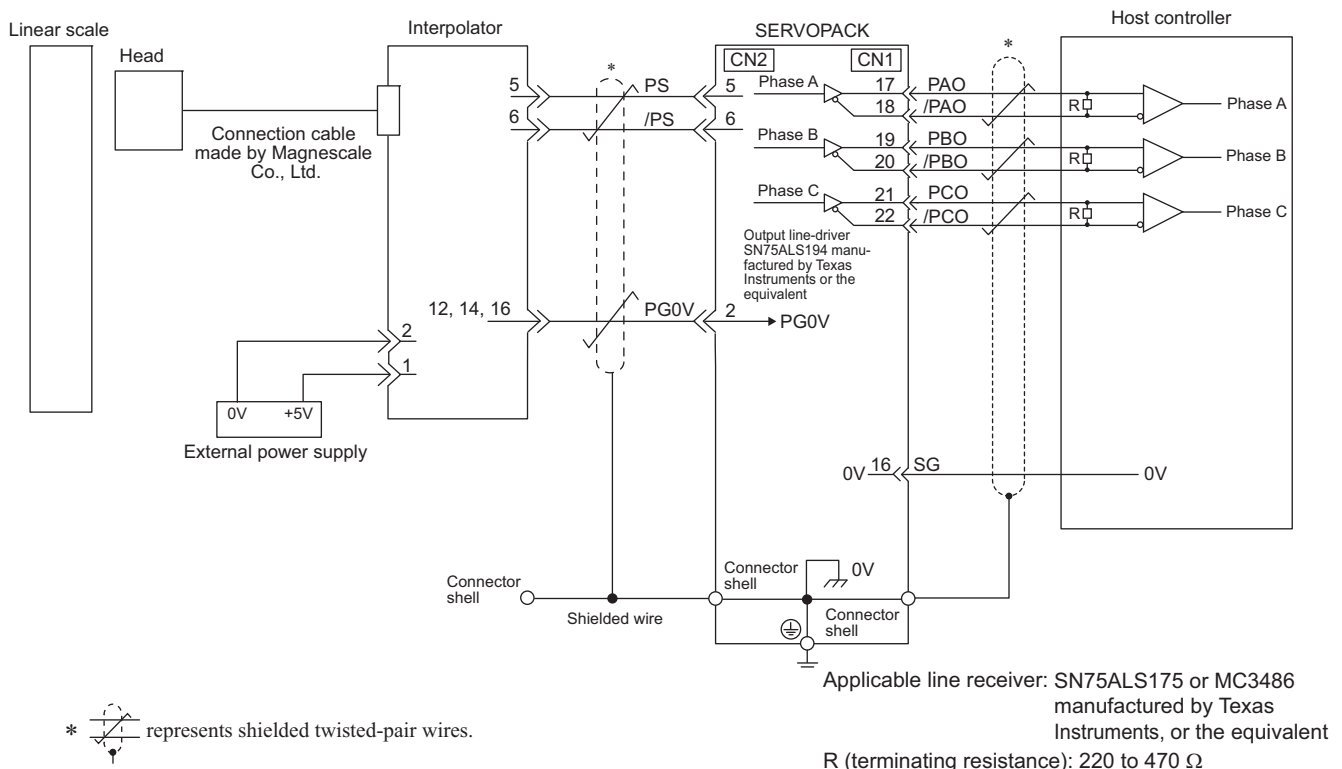 Linear scale
Head
Connection cable
made by Magnescale
Co., Ltd.
Interpolator
5
6
12, 14, 16
2
1
0V +5V
External power supply
*
PS
/PS
PG0V
SERVOPACK
CN2
CN1
5
6
2
PG0V
Phase A
Phase B
Phase C
Output line-driver
SN75ALS194 manu-
factured by Texas
Instruments or the
equivalent
17 PAO
18 /PAO
19 PBO
20 /PBO
21 PCO
22 /PCO
0V 16 SG
*
Host controller
R
R
R
Phase A
Phase B
Phase C
0V
Connector
shell
Shielded wire
Connector
shell
0V
Connector
shell
Applicable line receiver: SN75ALS175 or MC3486
manufactured by Texas
Instruments, or the equivalent
R (terminating resistance): 220 to 470 Ω
* represents shielded twisted-pair wires.